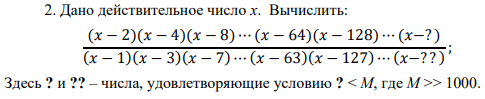 2. Дано действительное число x. Вычислить:
(x − 2)(x − 4)(x − 8) ⋯ (x − 64)(x − 128) ⋯ (x−?)
(x − 1)(x − 3)(x − 7) ⋯ (x − 63)(x − 127) ⋯ (x−? ?) ;
Здесь ? и ?? – числа, удовлетворяющие условию ? < M, где M >> 1000.